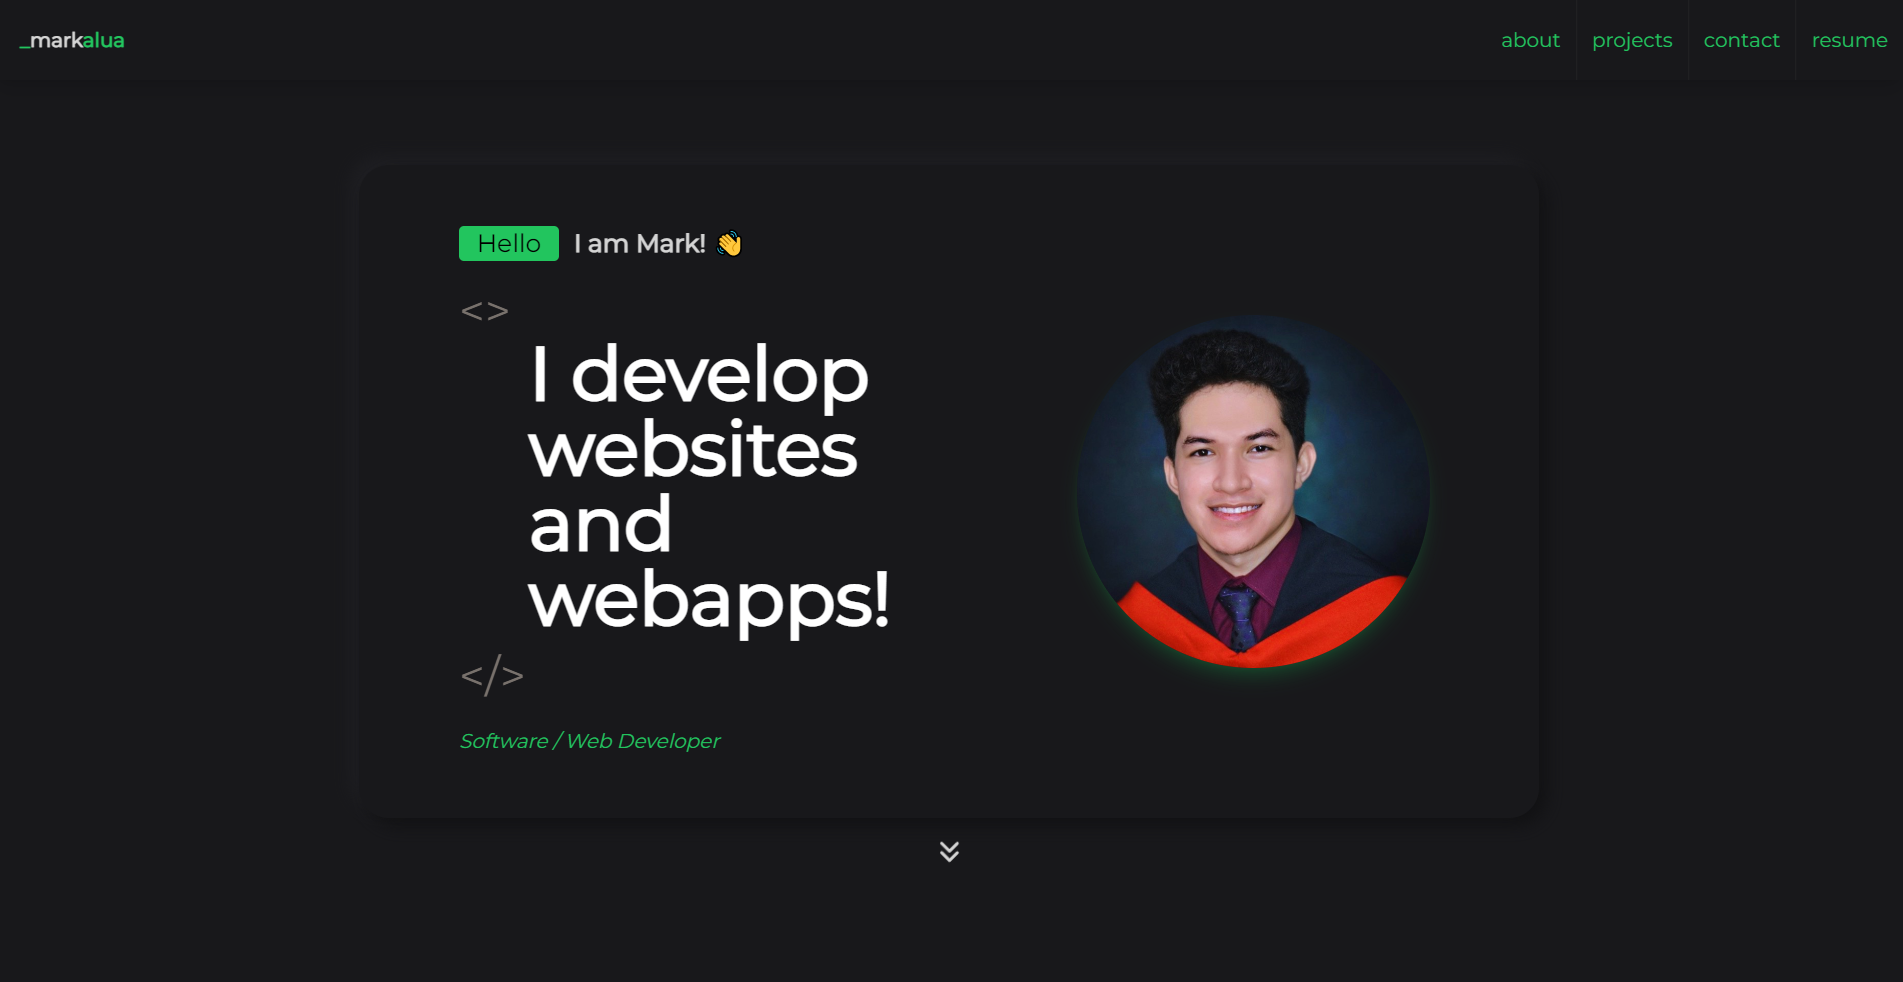 _markalua
about
projects
contact
resume
Hello I am Mark! 👋
<>
I develop
websites
and
webapps!
</>
Software / Web Developer